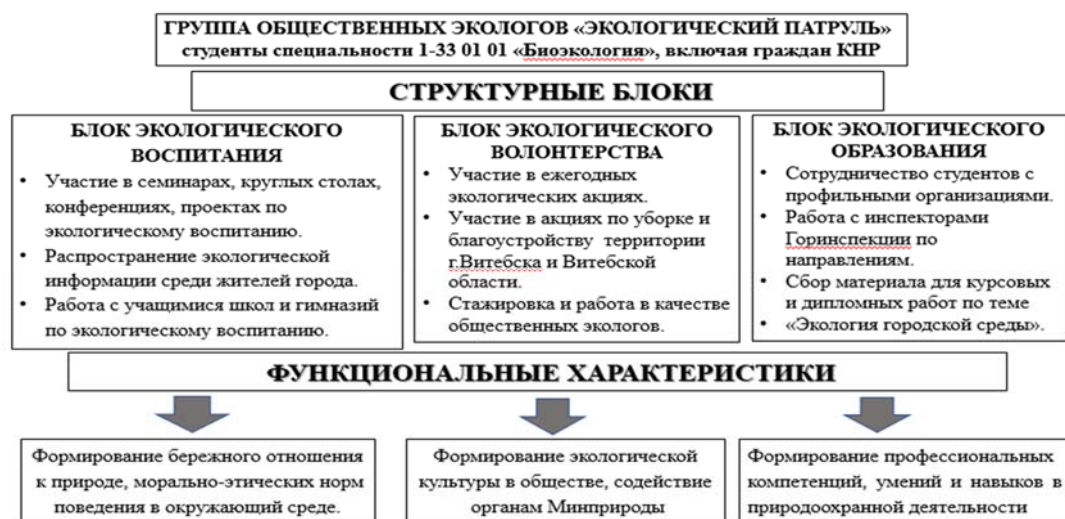 ГРУППА ОБЩЕСТВЕННЫХ ЭКОЛОГОВ «ЭКОЛОГИЧЕСКИЙ ПАТРУЛЬ»
студенты специальности 1-33 01 01 «Биоэкология», включая граждан КНР
СТРУКТУРНЫЕ БЛОКИ
БЛОК ЭКОЛОГИЧЕСКОГО
ВОСПИТАНИЯ
• Участие в семинарах, круглых столах,
конференциях, проектах по
экологическому воспитанию.
• Распространение экологической
информации среди жителей города.
• Работа с учащимися школ и гимназий
по экологическому воспитанию.
БЛОК ЭКОЛОГИЧЕСКОГО
ВОЛОНТЕРСТВА
• Участие в ежегодных
экологических акциях.
• Участие в акциях по уборке и
благоустройству территории
г.Витебска и Витебской
области.
• Стажировка и работа в качестве
общественных экологов.
БЛОК ЭКОЛОГИЧЕСКОГО
ОБРАЗОВАНИЯ
• Сотрудничество студентов с
профильными организациями.
• Работа с инспекторами
Горинспекции по
направлениям.
• Сбор материала для курсовых
и дипломных работ по теме
• «Экология городской среды».
ФУНКЦИОНАЛЬНЫЕ ХАРАКТЕРИСТИКИ
Формирование бережного отношения
к природе, морально-этических норм
поведения в окружающий среде.
Формирование экологической
культуры в обществе, содействие
органам Минприроды
Формирование профессиональных
компетенций, умений и навыков в
природоохранной деятельности